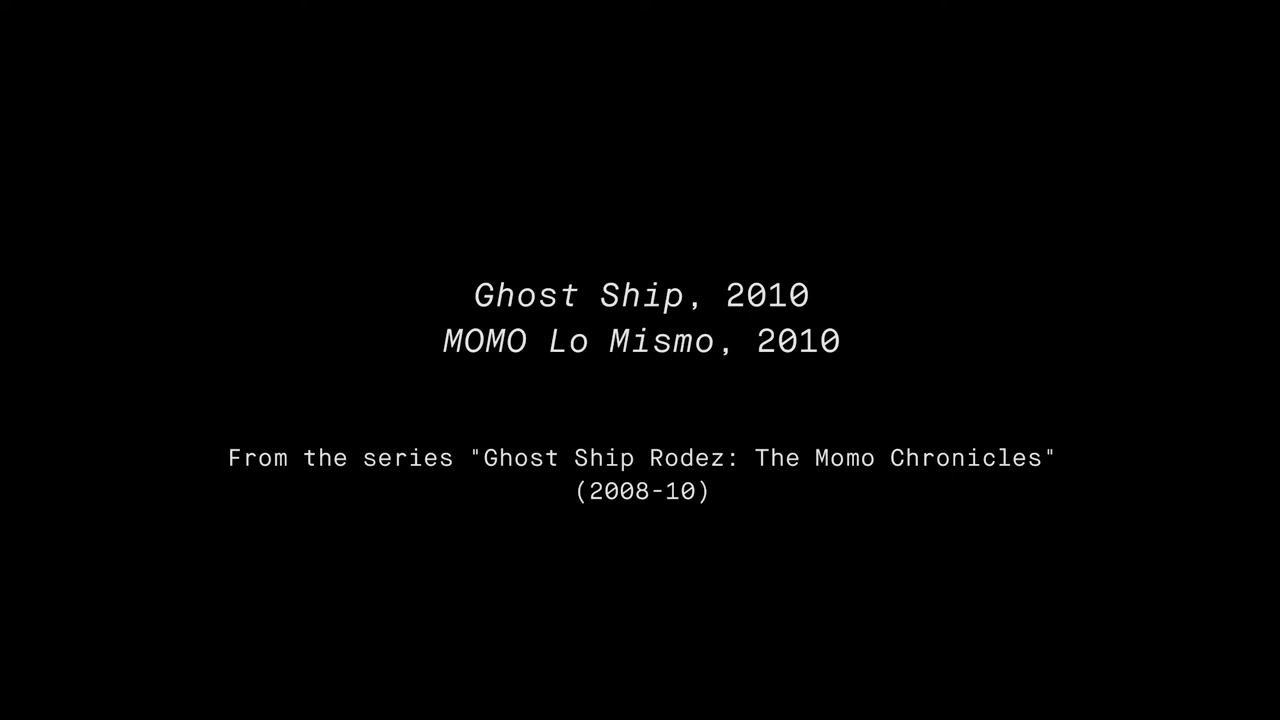 Ghost Ship, 2010
MOMO Lo Mismo, 2010
From the series "Ghost Ship Rodez: The Momo Chronicles"
(2008-10)